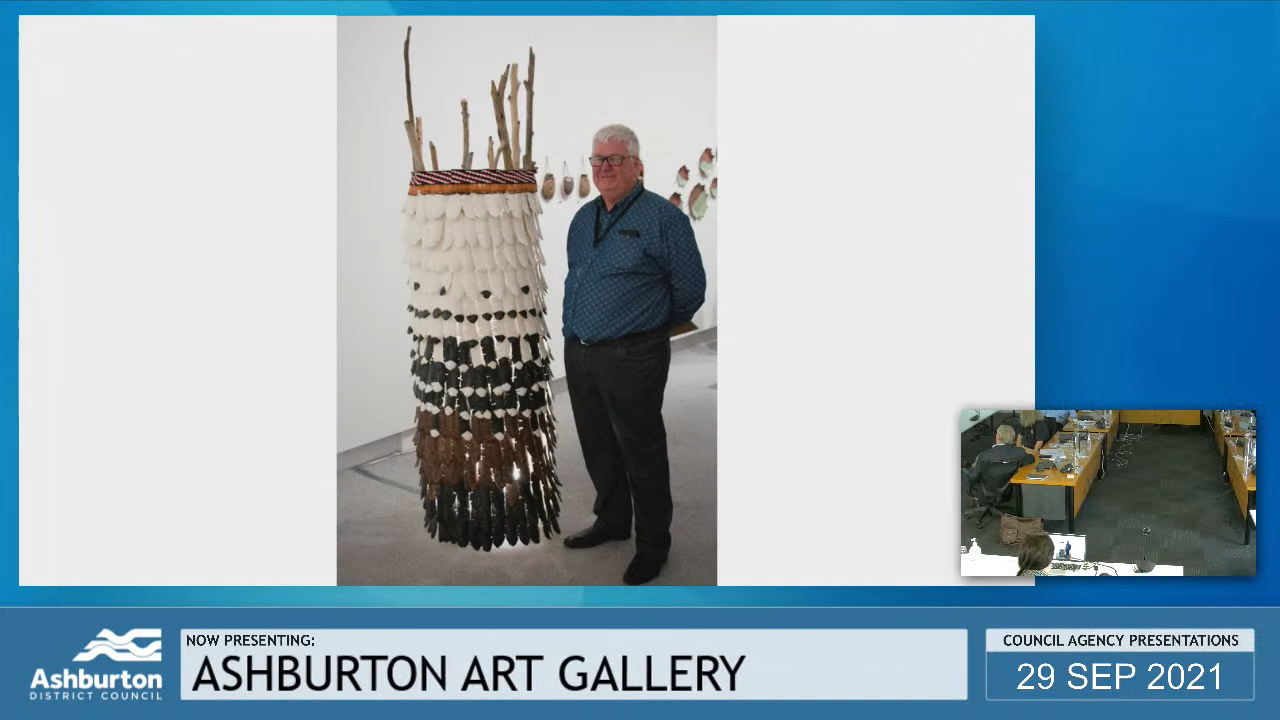 Ashburton
DISTRICT COUNCIL
NOW PRESENTING:
ASHBURTON ART GALLERY
COUNCIL AGENCY PRESENTATIONS
29 SEP 2021